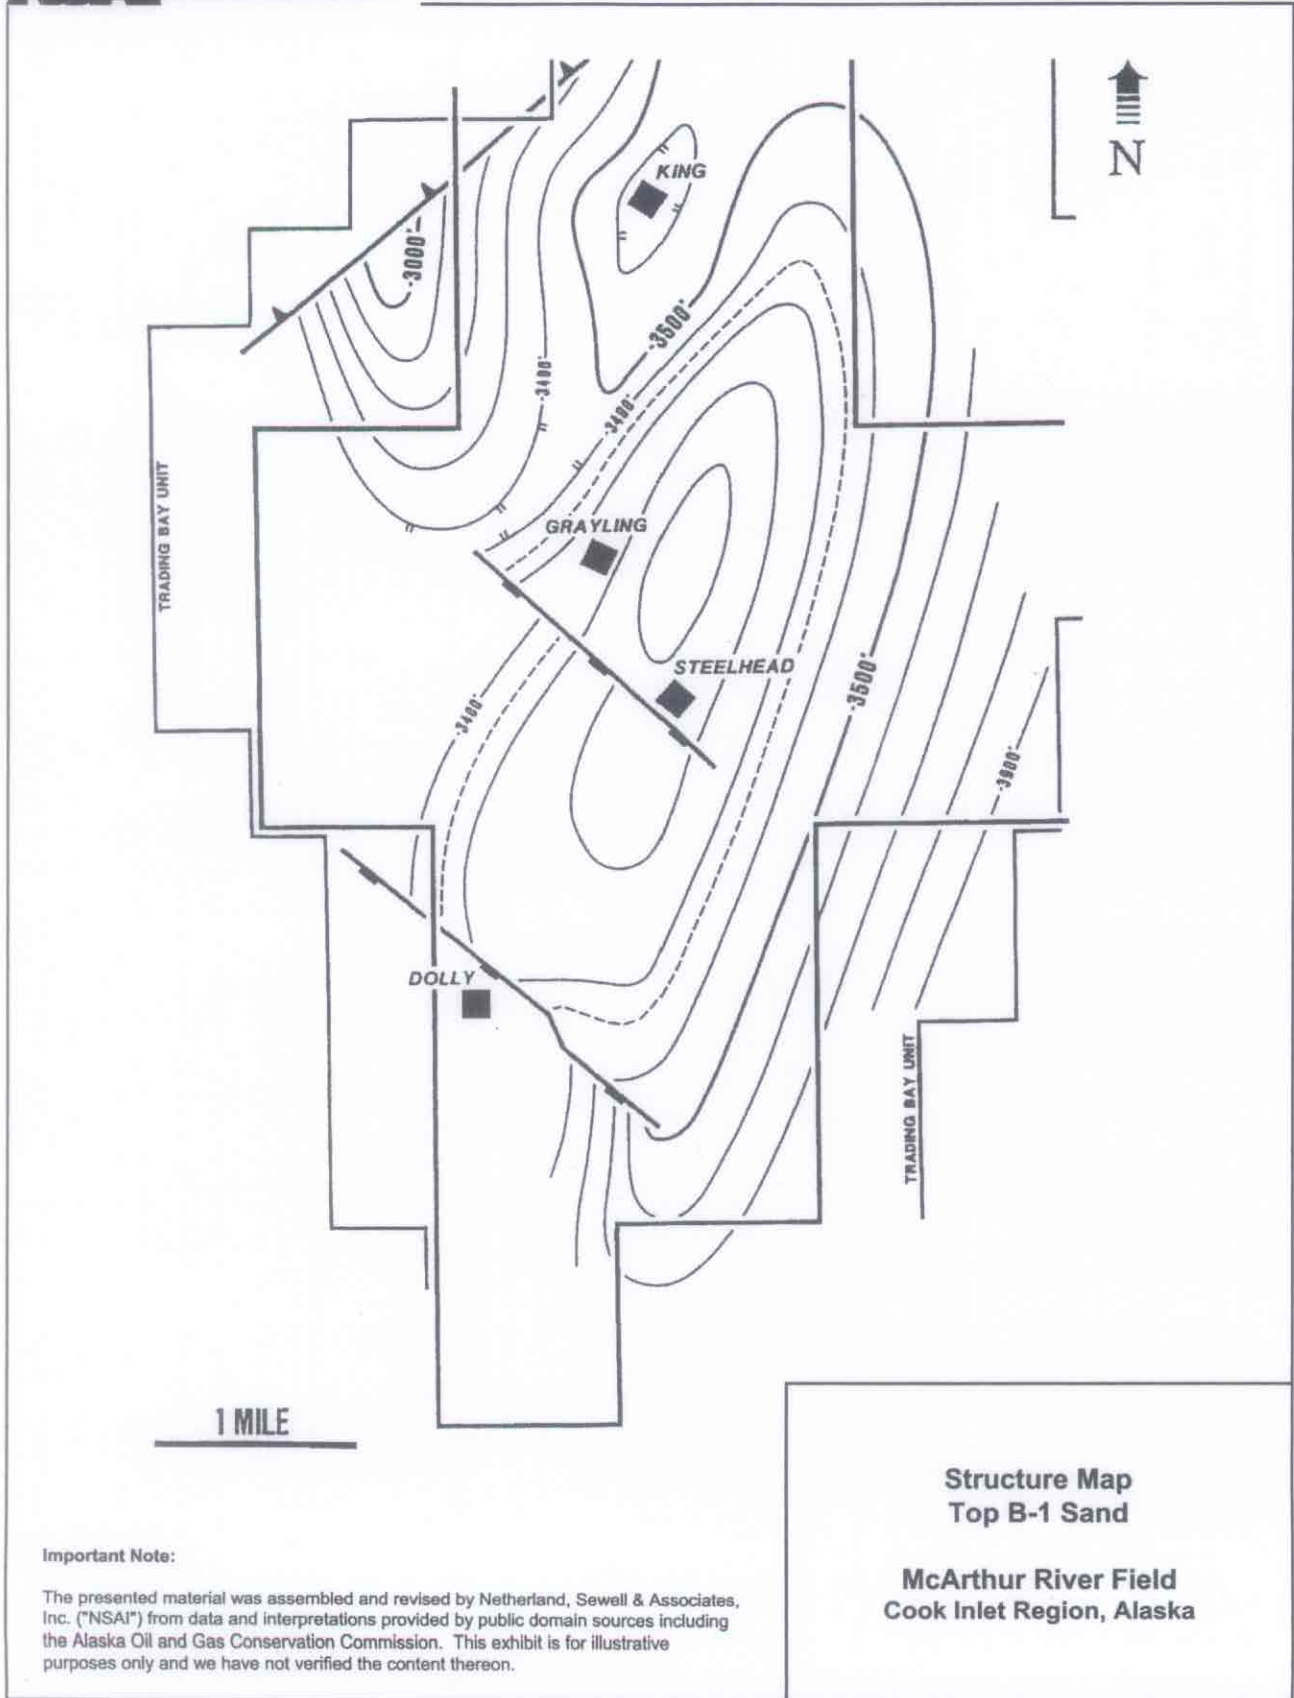 N
KING
-3000'
-3500'
-3400'
-3400'
GRAYLING
TRADING BAY UNIT
STEELHEAD
-3400'
-3500'
-3900'
DOLLY
TRADING BAY UNIT
1 MILE
Structure Map
Top B-1 Sand
McArthur River Field
Cook Inlet Region, Alaska
Important Note:
The presented material was assembled and revised by Netherland, Sewell & Associates,
Inc. ("NSAI") from data and interpretations provided by public domain sources including
the Alaska Oil and Gas Conservation Commission. This exhibit is for illustrative
purposes only and we have not verified the content thereon.